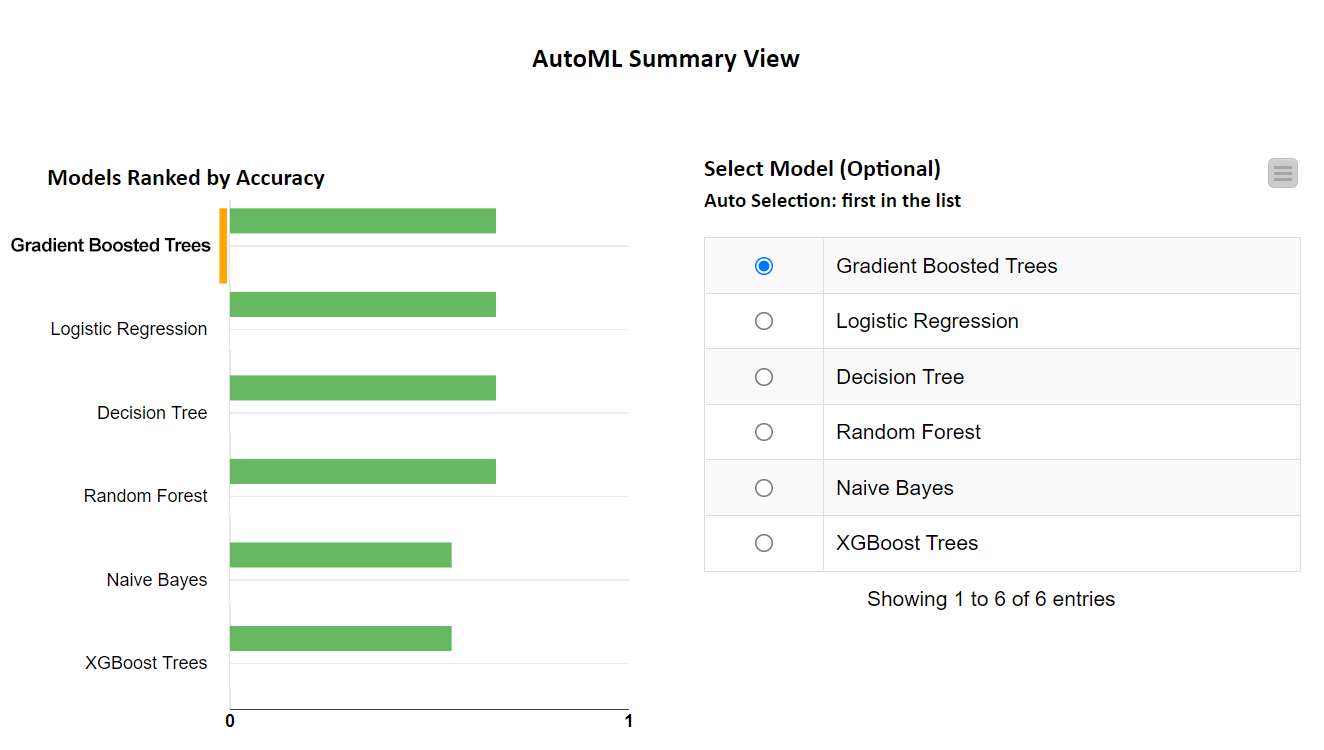 AutoML Summary View
Models Ranked by Accuracy
Gradient Boosted Trees
Logistic Regression
Decision Tree
Random Forest
Naive Bayes
XGBoost Trees
0
1
Select Model (Optional)
Auto Selection: first in the list
Gradient Boosted Trees
Logistic Regression
Decision Tree
Random Forest
Naive Bayes
XGBoost Trees
Showing 1 to 6 of 6 entries